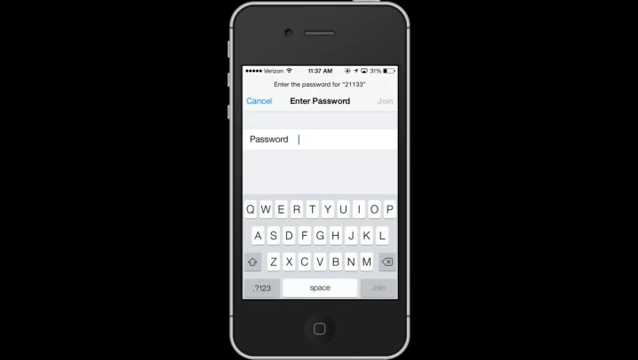 Verizon 11:37 AM 31%
Enter the password for "21133"
Cancel Enter Password Join
Password
Q W E R T Y U I O P
A S D F G H J K L
Z X C V B N M
.?123 space Join